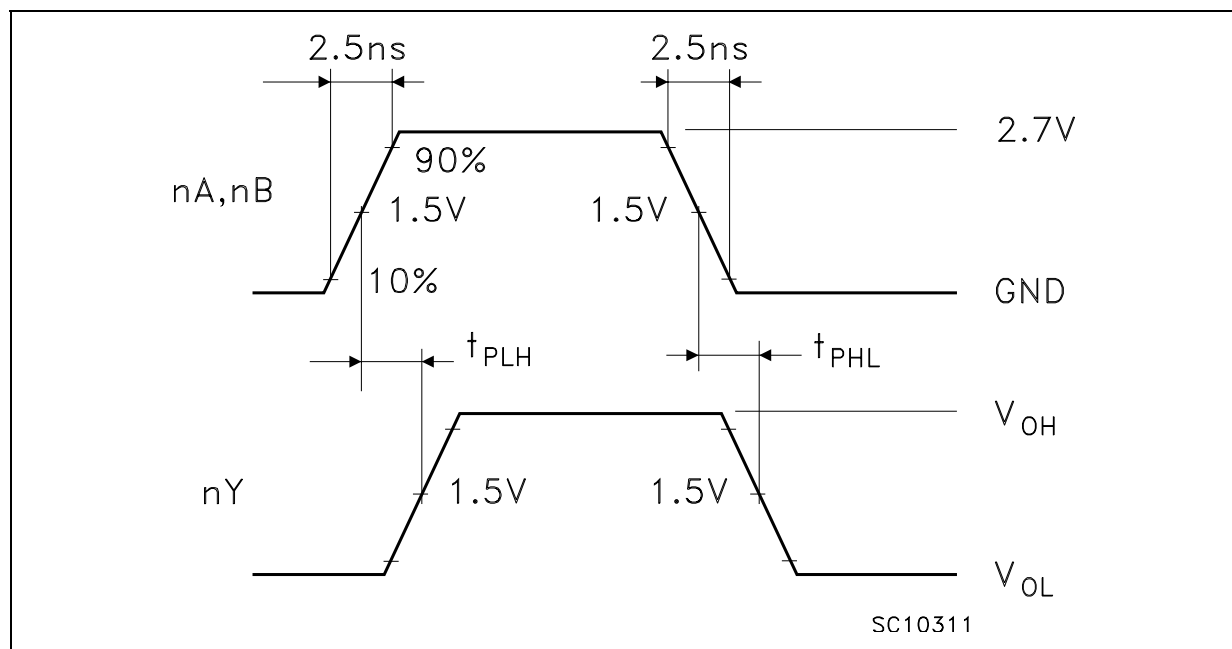 2.5ns 2.5ns
2.7V
90%
nA,nB
1.5V 1.5V
10%
GND
tPLH tPHL
VOH
nY
1.5V 1.5V
VOL
SC10311